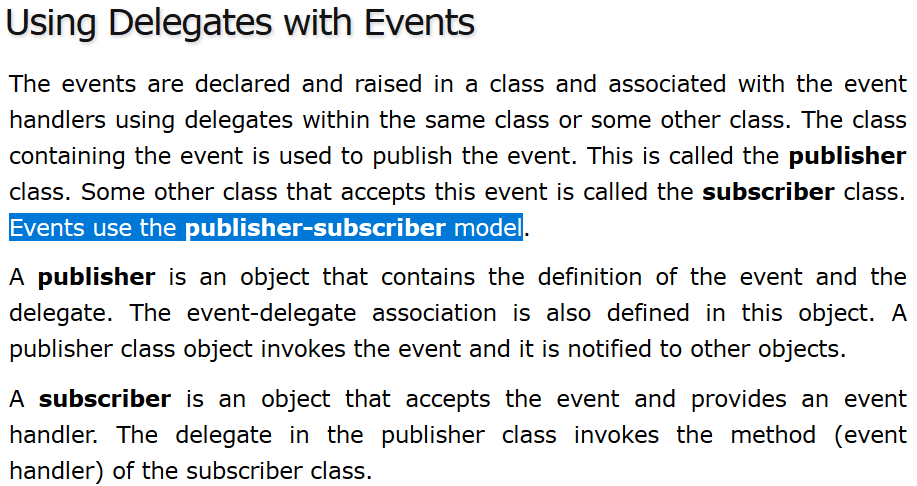 Using Delegates with Events
The events are declared and raised in a class and associated with the event
handlers using delegates within the same class or some other class. The class
containing the event is used to publish the event. This is called the publisher
class. Some other class that accepts this event is called the subscriber class.
Events use the publisher-subscriber model.
A publisher is an object that contains the definition of the event and the
delegate. The event-delegate association is also defined in this object. A
publisher class object invokes the event and it is notified to other objects.
A subscriber is an object that accepts the event and provides an event
handler. The delegate in the publisher class invokes the method (event
handler) of the subscriber class.